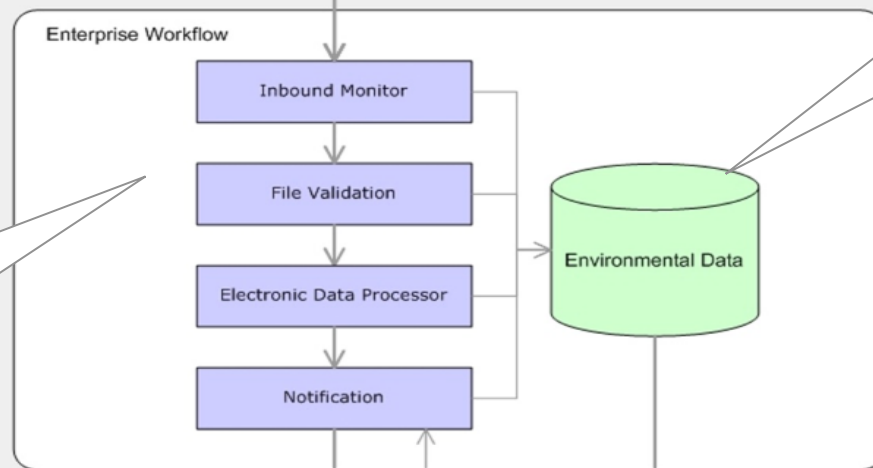 Enterprise Workflow
Inbound Monitor
File Validation
Electronic Data Processor
Notification
Environmental Data